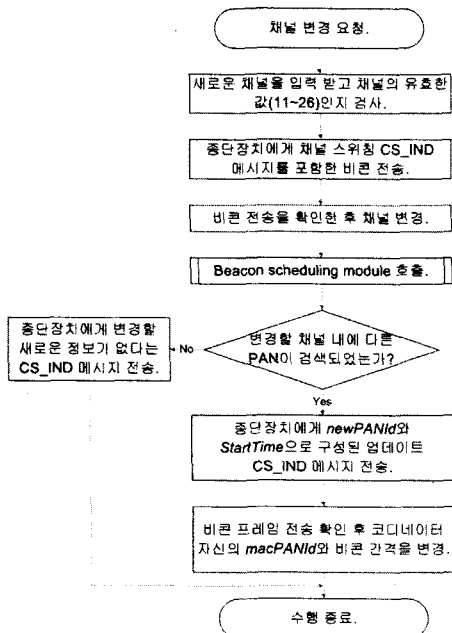 채널 변경 요청.
새로운 채널을 입력 받고 채널의 유효한
값(11~26)인지 검사.
종단장치에게 채널 스위칭 CS_IND
메시지를 포함한 비콘 전송.
비콘 전송을 확인한 후 채널 변경.
Beacon scheduling module 호출.
변경할 채널 내에 다른
PAN이 검색되었는가?
No
종단장치에게 변경할
새로운 정보가 없다는
CS_IND 메시지 전송.
Yes
종단장치에게 newPANId와
StartTime으로 구성된 업데이트
CS_IND 메시지 전송.
비콘 프레임 전송 확인 후 코디네이터
자신의 macPANId와 비콘 간격을 변경.
수행 종료.